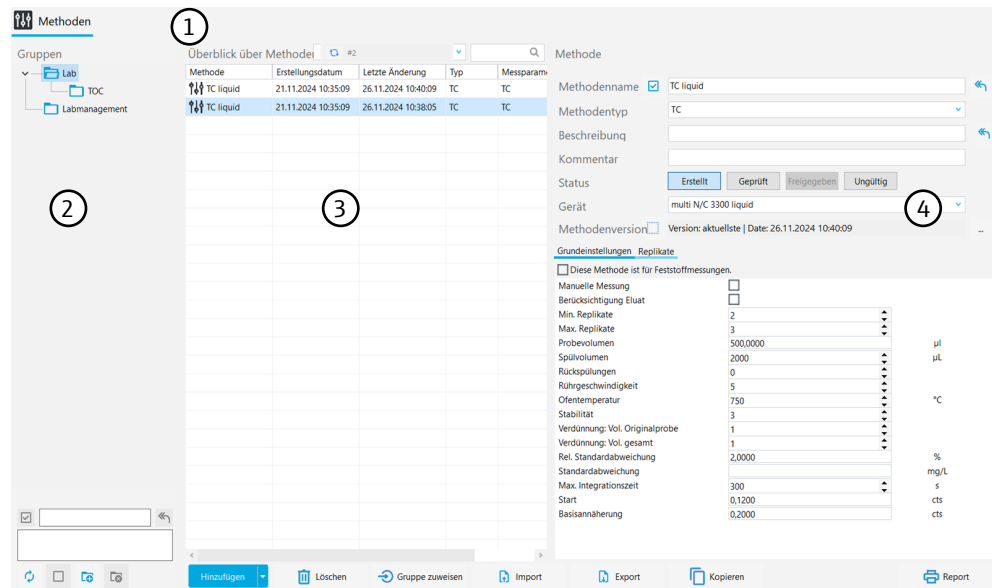 Methoden
1
Gruppen
Lab
TOC
Labmanagement
2
Überblick über Methoden
#2
Methode Erstellungsdatum Letzte Änderung Typ Messparam
TC liquid 21.11.2024 10:35:09 26.11.2024 10:40:09 TC TC
TC liquid 21.11.2024 10:35:09 26.11.2024 10:38:05 TC TC
3
Methode
Methodenname TC liquid
Methodentyp TC
Beschreibung
Kommentar
Status Erstellt Geprüft Freigegeben Ungültig
Gerät multi N/C 3300 liquid
4
Methodenversion Version: aktuellste | Date: 26.11.2024 10:40:09 ...
Grundeinstellungen Replikate
Diese Methode ist für Feststoffmessungen.
Manuelle Messung
Berücksichtigung Eluat
Min. Replikate 2
Max. Replikate 3
Probevolumen 500,0000 µl
Spülvolumen 2000 µL
Rückspülungen 0
Rührgeschwindigkeit 5
Ofentemperatur 750 °C
Stabilität 3
Verdünnung: Vol. Originalprobe 1
Verdünnung: Vol. gesamt 1
Rel. Standardabweichung 2,0000 %
Standardabweichung mg/L
Max. Integrationszeit 300 s
Start 0,1200 cts
Basisannäherung 0,2000 cts
Hinzufügen Löschen Gruppe zuweisen Import Export Kopieren Report